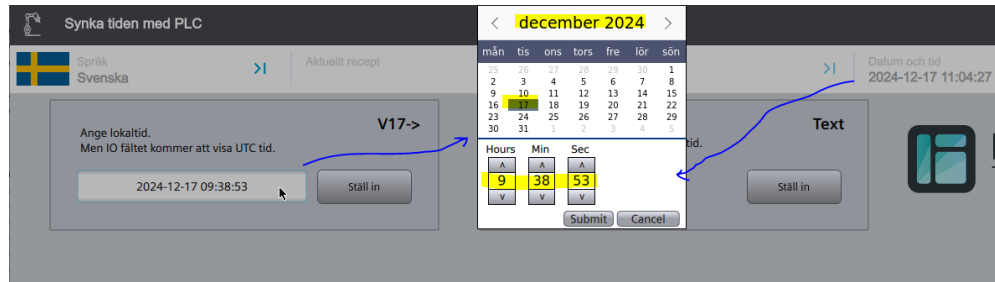 Synka tiden med PLC
Språk
Svenska
Aktuellt recept
Datum och tid
2024-12-17 11:04:27
V17->
Ange lokaltid.
Men IO fältet kommer att visa UTC tid.
2024-12-17 09:38:53
Ställ in
december 2024
mån tis ons tors fre lör sön
25 26 27 28 29 30 1
2 3 4 5 6 7 8
9 10 11 12 13 14 15
16 17 18 19 20 21 22
23 24 25 26 27 28 29
30 31 1 2 3 4 5
Hours Min Sec
^ ^ ^
9 38 53
v v v
Submit Cancel
Text
tid.
Ställ in